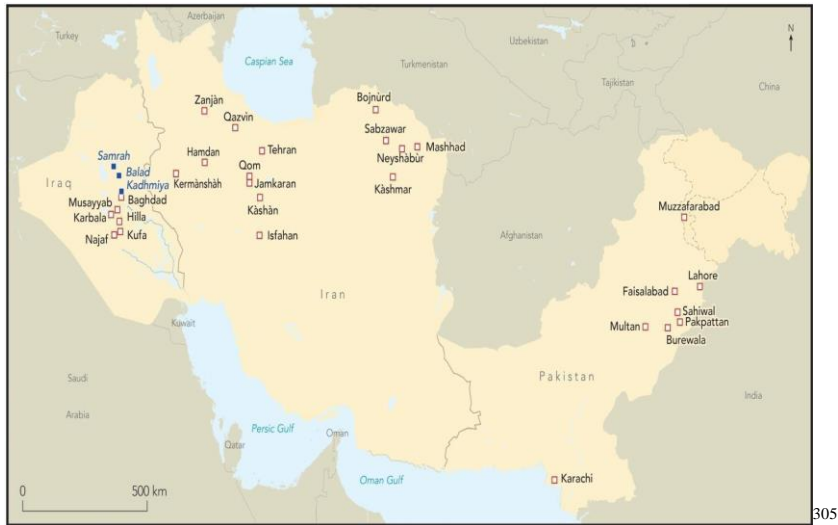 Azerbaijan
Turkey
Caspian Sea
Uzbekistan
Turkmenistan
Tajikistan
China
N
Zanjàn
Qazvin
Bojnùrd
Sabzawar
Mashhad
Neyshàbùr
Kàshmar
Hamdan
Tehran
Qom
Jamkaran
Kermànshàh
Kàshàn
Isfahan
Samrah
Balad
Kadhmiya
Iraq
Baghdad
Musayyab
Karbala
Hilla
Najaf
Kufa
Iran
Afghanistan
Muzzafarabad
Lahore
Faisalabad
Sahiwal
Pakpattan
Multan
Burewala
Kuwait
Pakistan
India
Saudi
Arabia
Persic Gulf
Oman
Qatar
Oman Gulf
Karachi
0 500 km
305